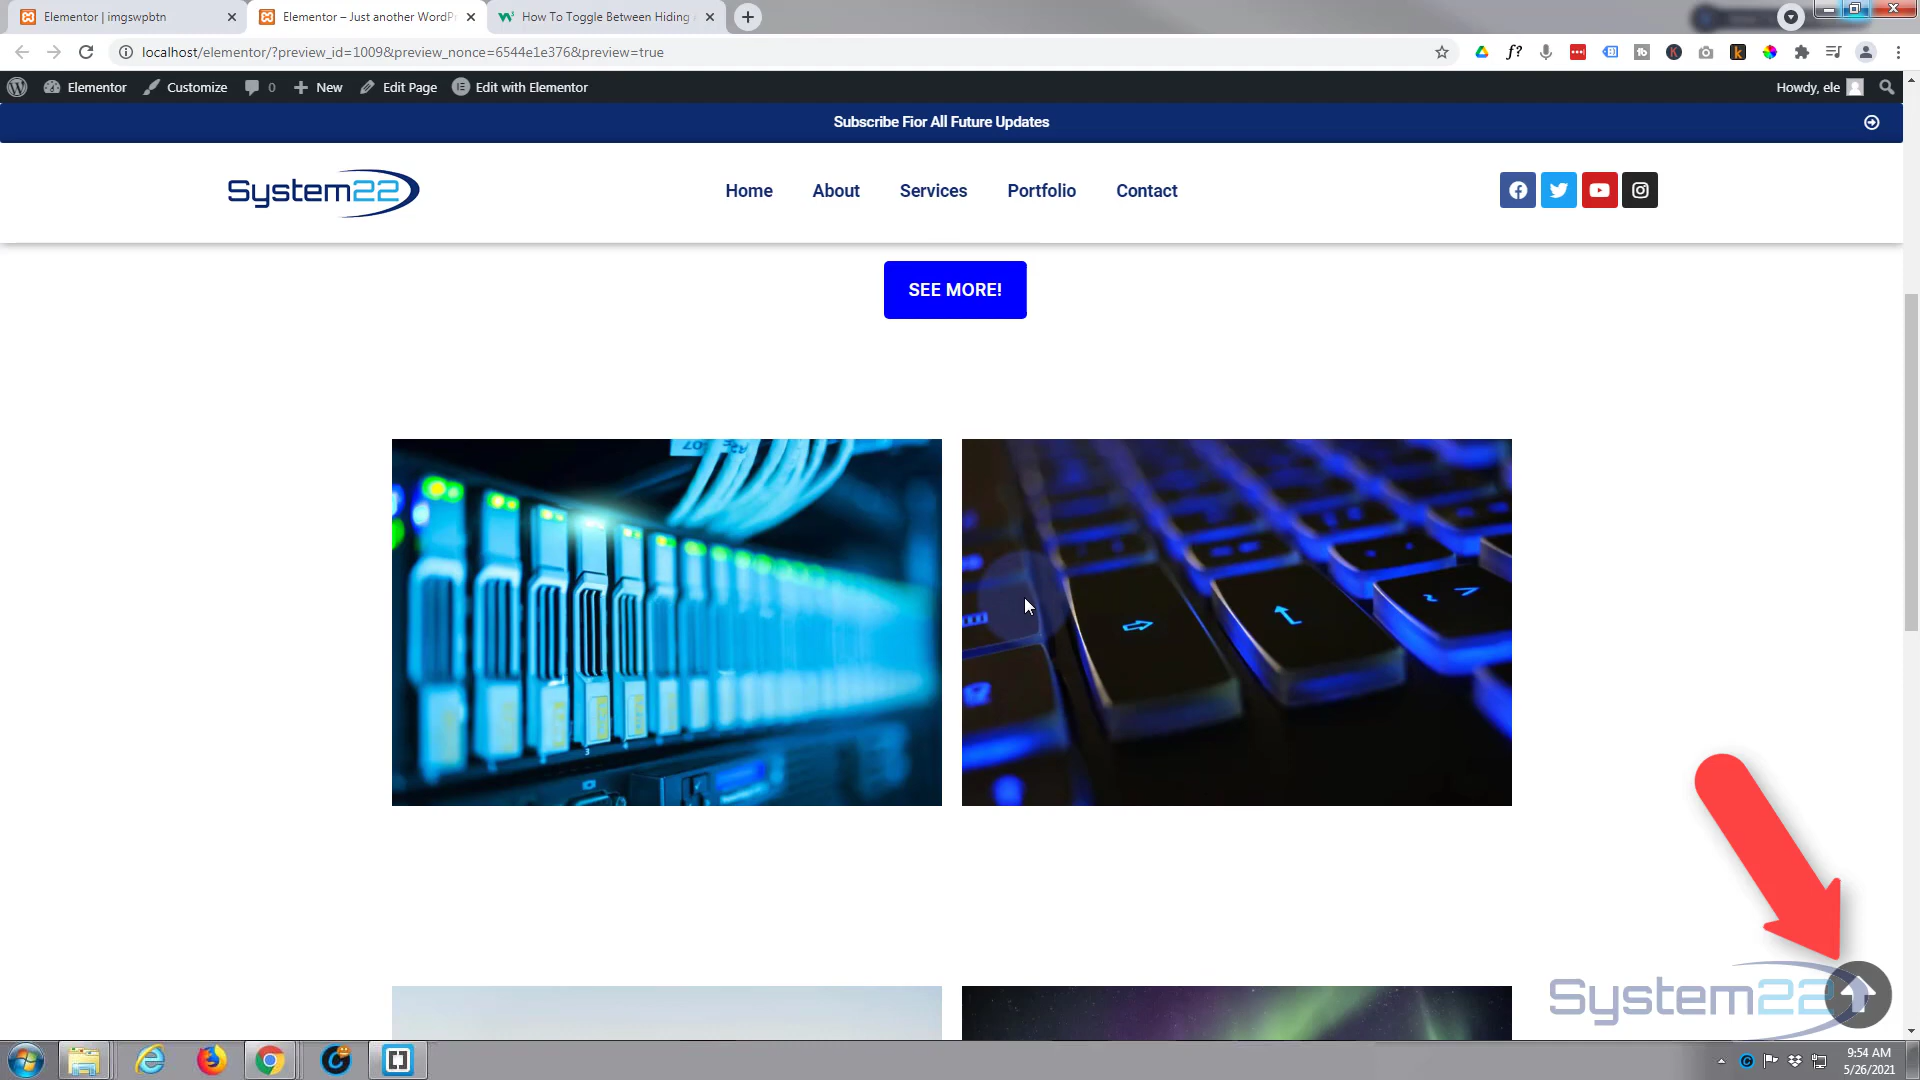 Elementor | imgswpbtn
Elementor – Just another WordPr
How To Toggle Between Hiding
localhost/elementor/?preview_id=1009&preview_nonce=6544e1e376&preview=true
Elementor
Customize
0
New
Edit Page
Edit with Elementor
Howdy, ele
Subscribe Fior All Future Updates
System22
Home
About
Services
Portfolio
Contact
SEE MORE!
System22
9:54 AM
5/26/2021